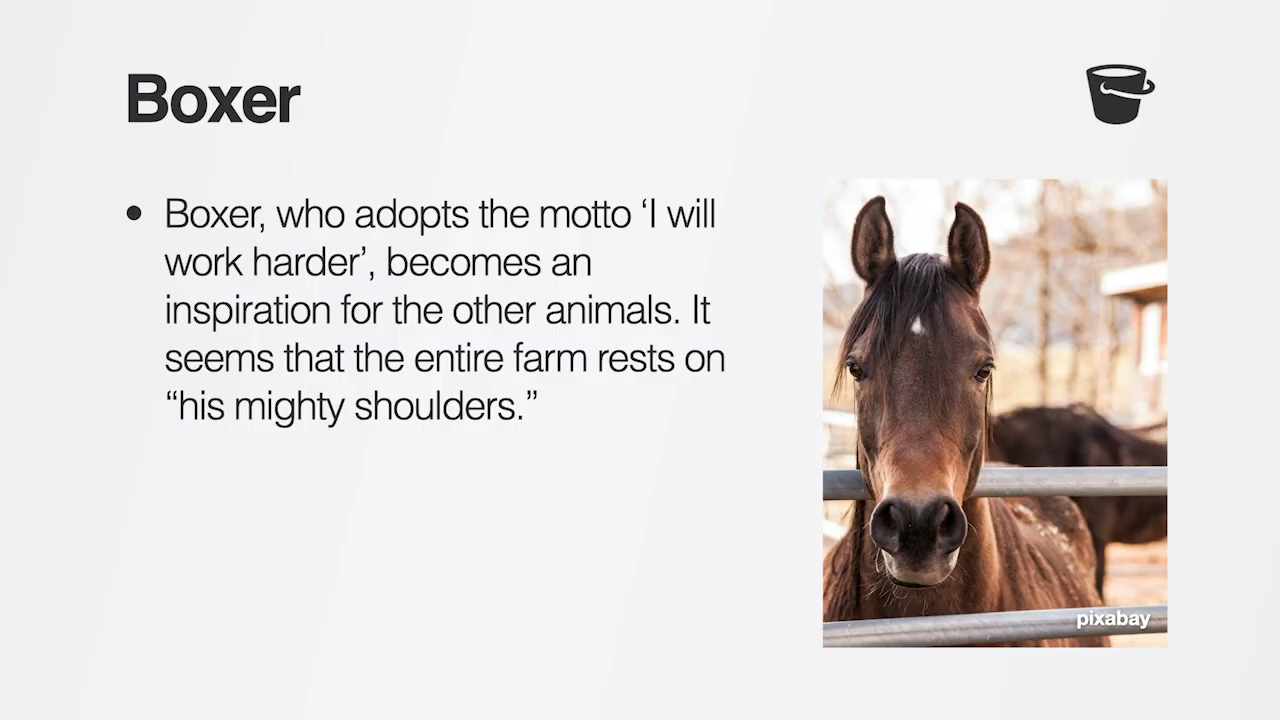 Boxer
• Boxer, who adopts the motto ‘I will
work harder’, becomes an
inspiration for the other animals. It
seems that the entire farm rests on
“his mighty shoulders.”
pixabay